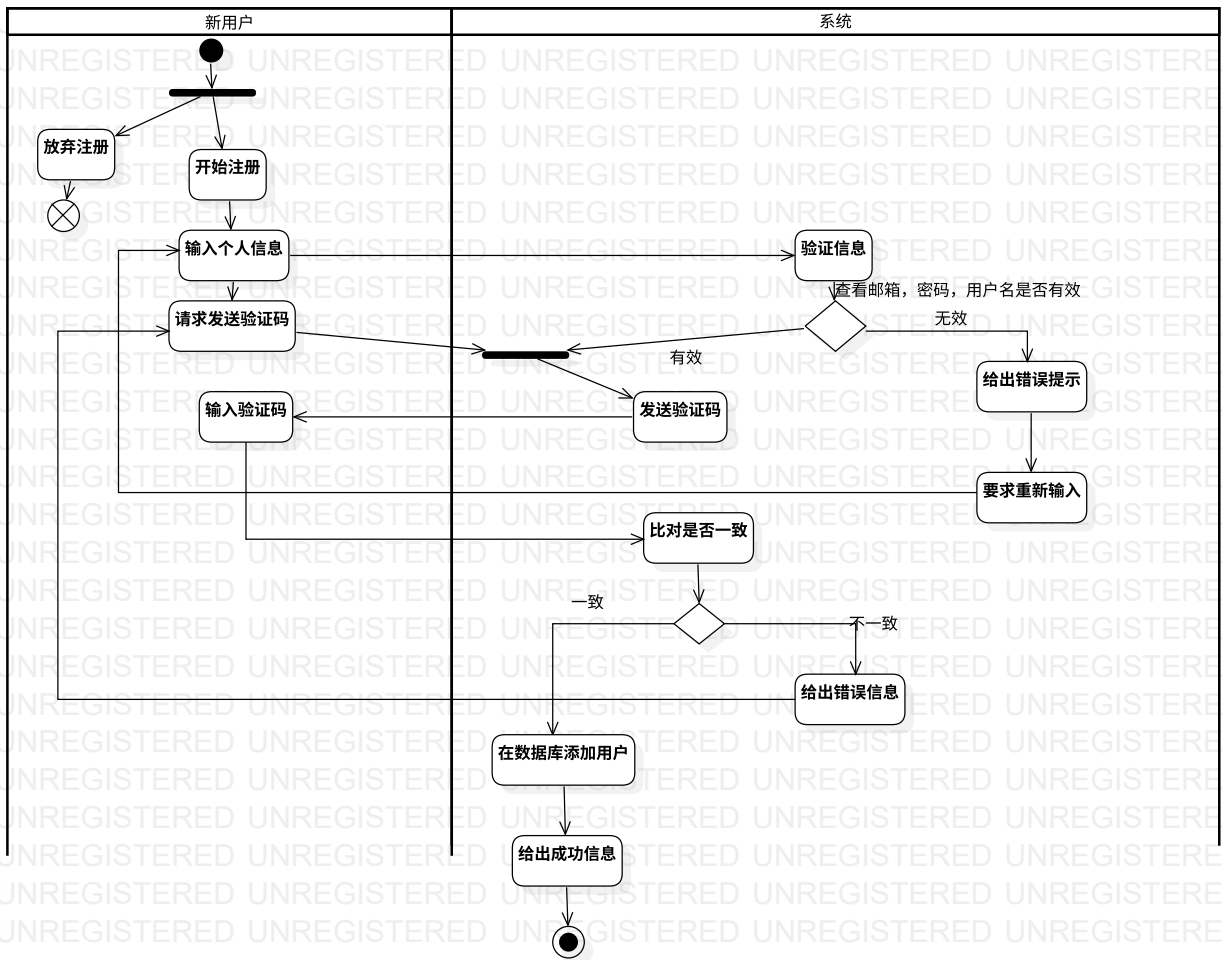 新用户
系统
放弃注册
开始注册
输入个人信息
验证信息
查看邮箱，密码，用户名是否有效
请求发送验证码
无效
有效
给出错误提示
输入验证码
发送验证码
要求重新输入
比对是否一致
一致
不一致
给出错误信息
在数据库添加用户
给出成功信息
UNREGISTERED UNREGISTERED UNREGISTERED UNREGISTERED UNREGISTERE